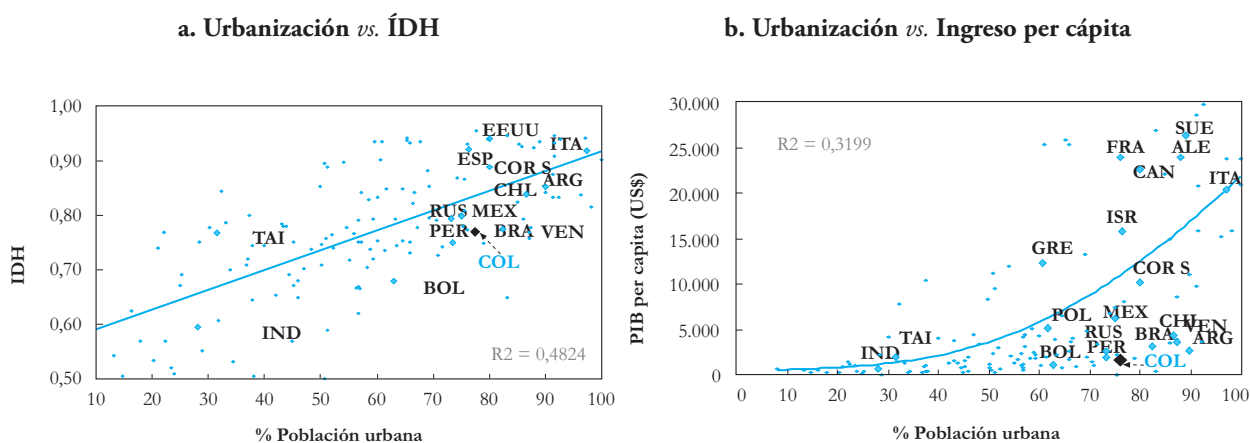 a. Urbanización vs. ÍDH
IDH
1,00
0,90
0,80
0,70
0,60
0,50
EEUU
ITA
ESP
COR S
CHL
ARG
RUS MEX
TAI
PER
BRA
VEN
COL
BOL
IND
R2 = 0,4824
10 20 30 40 50 60 70 80 90 100
% Población urbana
b. Urbanización vs. Ingreso per cápita
PIB per capita (US$)
30.000
25.000
20.000
15.000
10.000
5.000
0
R2 = 0,3199
SUE
FRA
ALE
CAN
ITA
ISR
GRE
COR S
POL
MEX
CHL
VEN
RUS
BRA
ARG
TAI
PER
IND
BOL
COL
0 10 20 30 40 50 60 70 80 90 100
% Población urbana